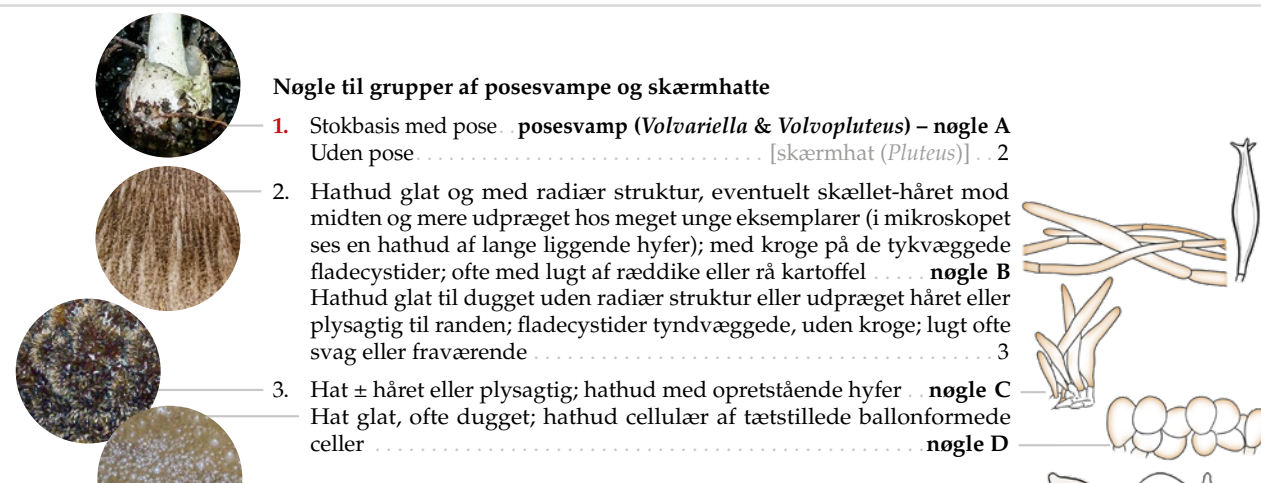 Nøgle til grupper af posesvampe og skærmhatte
1. Stokbasis med pose . . posesvamp (Volvariella & Volvopluteus) – nøgle A
Uden pose . . . . . . . . . . . . . . . . . . . . . . . . . . . . . . . . [skærmhat (Pluteus)] . . 2
2. Hathud glat og med radiær struktur, eventuelt skællet-håret mod
midten og mere udpræget hos meget unge eksemplarer (i mikroskopet
ses en hathud af lange liggende hyfer); med kroge på de tykvæggede
fladecystider; ofte med lugt af ræddike eller rå kartoffel . . . . . nøgle B
Hathud glat til dugget uden radiær struktur eller udpræget håret eller
plysagtig til randen; fladecystider tyndvæggede, uden kroge; lugt ofte
svag eller fraværende . . . . . . . . . . . . . . . . . . . . . . . . . . . . . . . . . . . . . . . . . . 3
3. Hat ± håret eller plysagtig; hathud med opretstående hyfer . . nøgle C
Hat glat, ofte dugget; hathud cellulær af tætstillede ballonformede
celler . . . . . . . . . . . . . . . . . . . . . . . . . . . . . . . . . . . . . . . . . . . . . . . . . . nøgle D